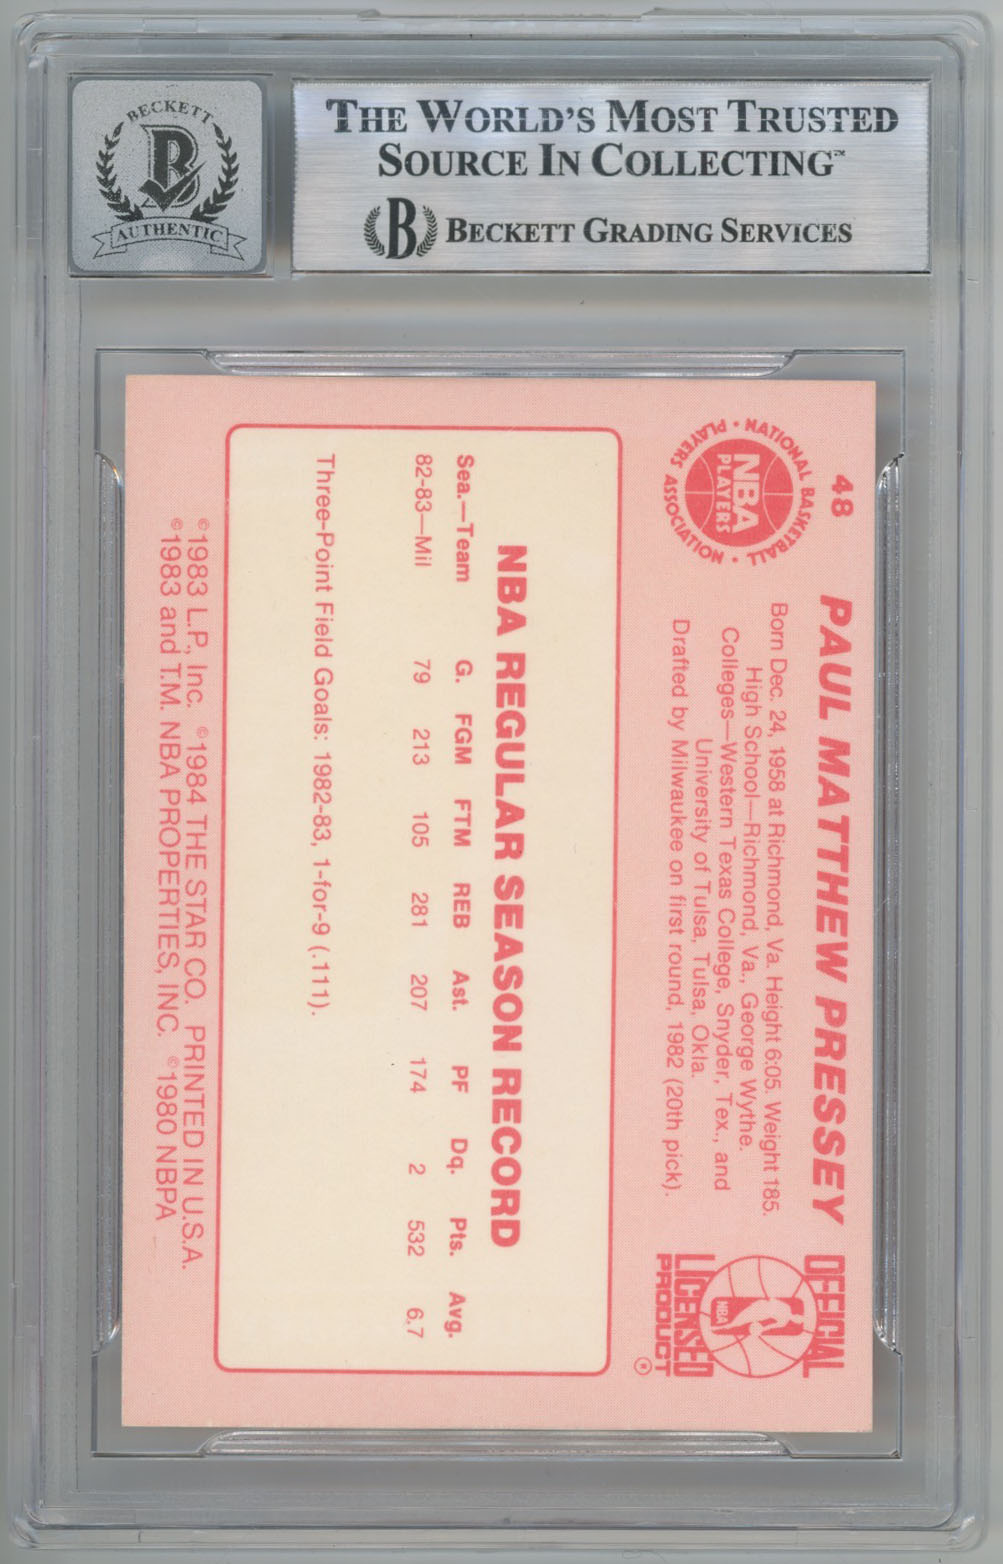 BECKETT
B
AUTHENTIC
THE WORLD'S MOST TRUSTED
SOURCE IN COLLECTING™
B BECKETT GRADING SERVICES
48 PAUL MATTHEW PRESSEY
Born Dec. 24, 1958 at Richmond, Va. Height 6:05. Weight 185.
High School—Richmond, Va., George Wythe.
Colleges—Western Texas College, Snyder, Tex., and
University of Tulsa, Tulsa, Okla.
Drafted by Milwaukee on first round, 1982 (20th pick).
NATIONAL BASKETBALL • PLAYERS ASSOCIATION •
NBA
PLAYERS
OFFICIAL
NBA
LICENSED
PRODUCT ®
NBA REGULAR SEASON RECORD
Sea.—Team G. FGM FTM REB Ast. PF Dq. Pts. Avg.
82-83—Mil 79 213 105 281 207 174 2 532 6.7
Three-Point Field Goals: 1982-83, 1-for-9 (.111).
©1983 L.P., Inc. ©1984 THE STAR CO. PRINTED IN U.S.A.
©1983 and T.M. NBA PROPERTIES, INC. ©1980 NBPA